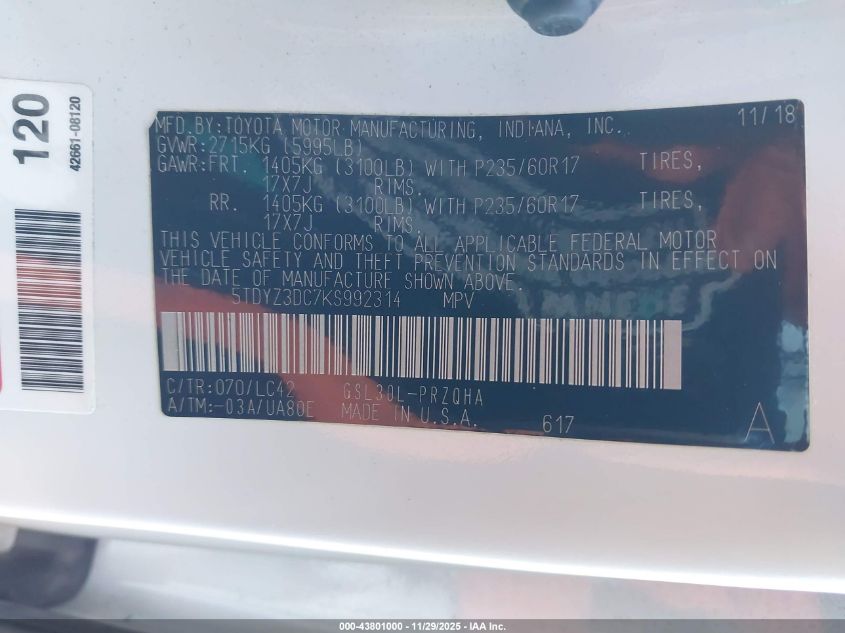 120
42661-08120
MFD. BY: TOYOTA MOTOR MANUFACTURING, INDIANA, INC. 11/18
GVWR: 2715KG (5995LB)
GAWR: FRT. 1405KG (3100LB) WITH P235/60R17 TIRES,
17X7J RIMS.
RR. 1405KG (3100LB) WITH P235/60R17 TIRES,
17X7J RIMS.
THIS VEHICLE CONFORMS TO ALL APPLICABLE FEDERAL MOTOR
VEHICLE SAFETY AND THEFT PREVENTION STANDARDS IN EFFECT ON
THE DATE OF MANUFACTURE SHOWN ABOVE.
5TDYZ3DC7KS992314 MPV
C/TR: 070/LC42 GSL30L-PRZQHA
A/TM: -03A/UA80E MADE IN U.S.A. 617 A
000-43801000 — 11/29/2025 — IAA Inc.